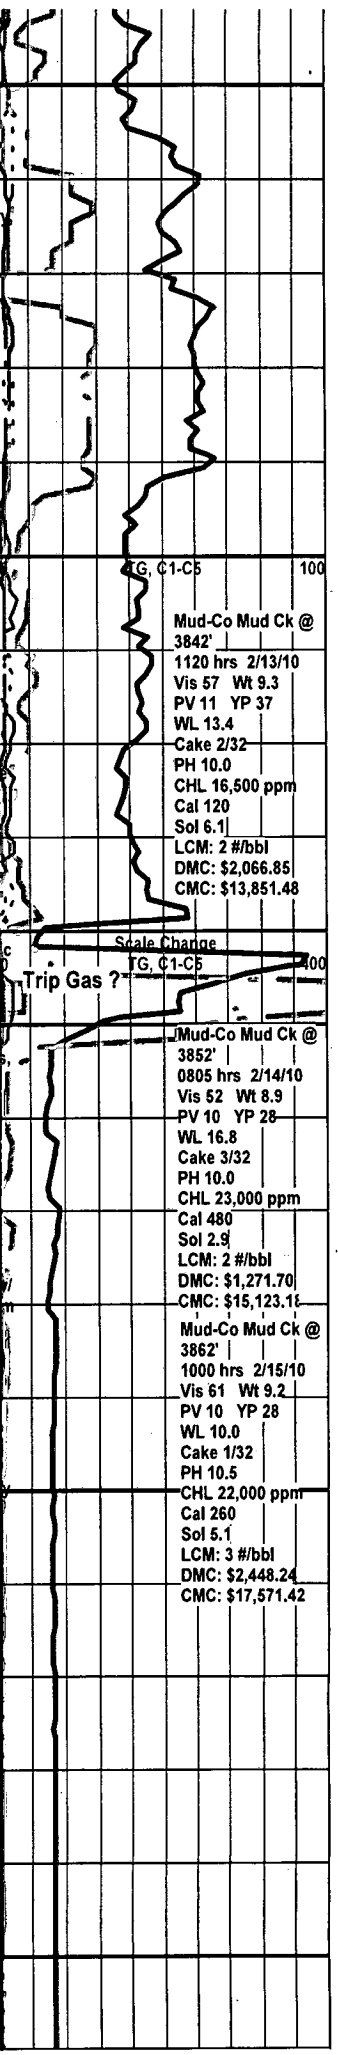 TG, C1-C5 100
Mud-Co Mud Ck @
3842'
1120 hrs 2/13/10
Vis 57 Wt 9.3
PV 11 YP 37
WL 13.4
Cake 2/32
PH 10.0
CHL 16,500 ppm
Cal 120
Sol 6.1
LCM: 2 #/bbl
DMC: $2,066.85
CMC: $13,851.48
Scale Change
TG, C1-C5 400
Trip Gas ?
Mud-Co Mud Ck @
3852'
0805 hrs 2/14/10
Vis 52 Wt 8.9
PV 10 YP 28
WL 16.8
Cake 3/32
PH 10.0
CHL 23,000 ppm
Cal 480
Sol 2.9
LCM: 2 #/bbl
DMC: $1,271.70
CMC: $15,123.18
Mud-Co Mud Ck @
3862'
1000 hrs 2/15/10
Vis 61 Wt 9.2
PV 10 YP 28
WL 10.0
Cake 1/32
PH 10.5
CHL 22,000 ppm
Cal 260
Sol 5.1
LCM: 3 #/bbl
DMC: $2,448.24
CMC: $17,571.42